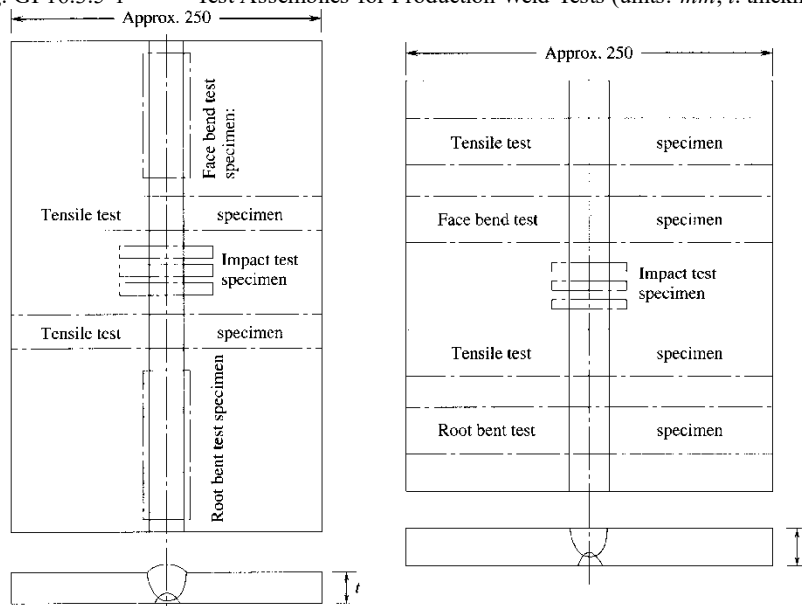 Test Assemblies for Production Weld Tests (units: mm, t:
Approx. 250
Face bend test
specimen:
Tensile test specimen
Impact test
specimen
Tensile test specimen
Root bent test specimen
t
Approx. 250
Tensile test specimen
Face bend test specimen
Impact test
specimen
Tensile test specimen
Root bent test specimen